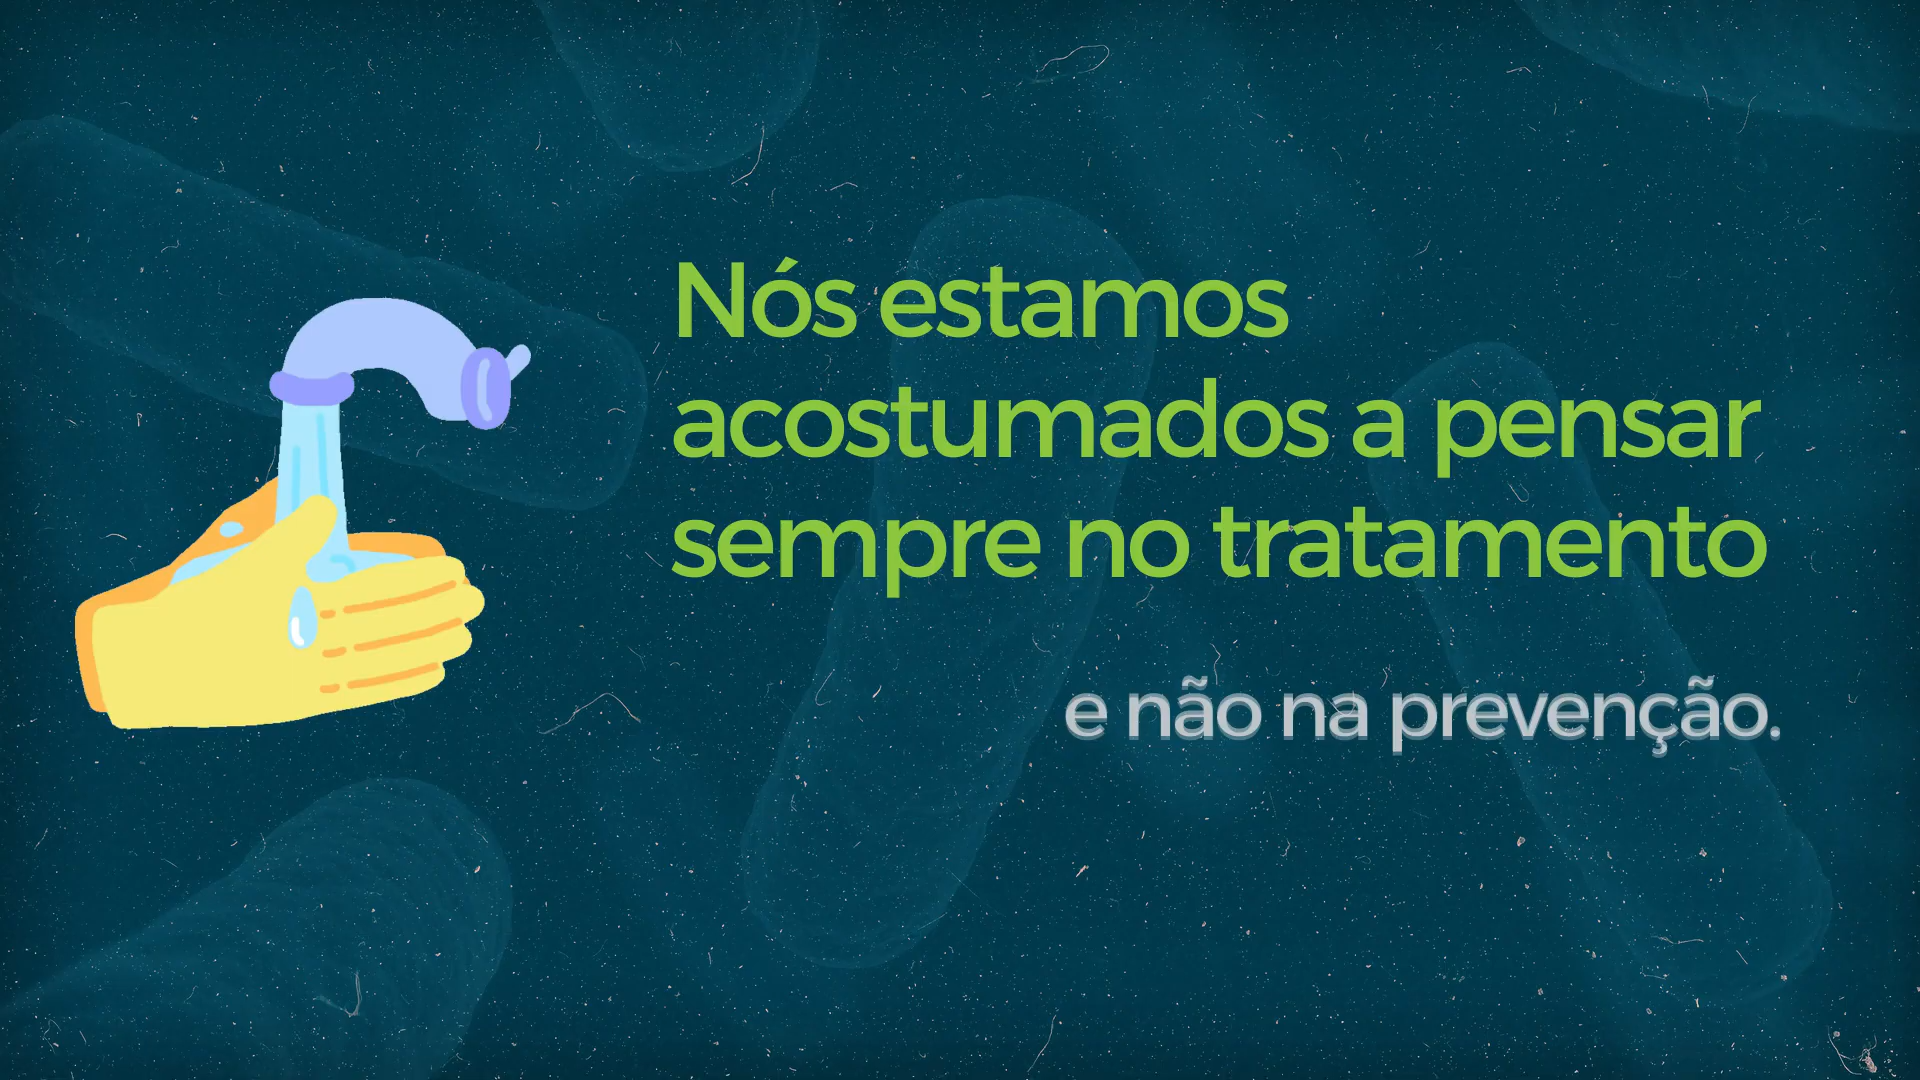 Nós estamos
acostumados a pensar
sempre no tratamento
e não na prevenção.